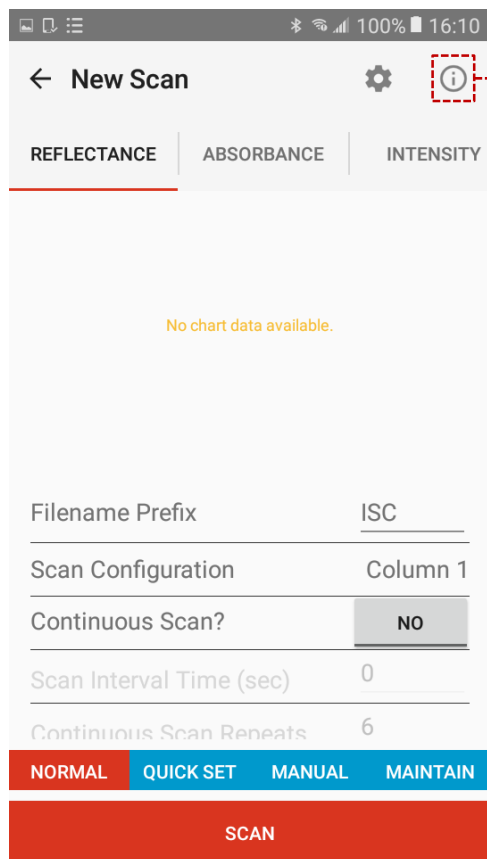 100% 16:10
New Scan
REFLECTANCE ABSORBANCE INTENSITY
No chart data available.
Filename Prefix ISC
Scan Configuration Column 1
Continuous Scan? NO
Scan Interval Time (sec) 0
Continuous Scan Repeats 6
NORMAL QUICK SET MANUAL MAINTAIN
SCAN